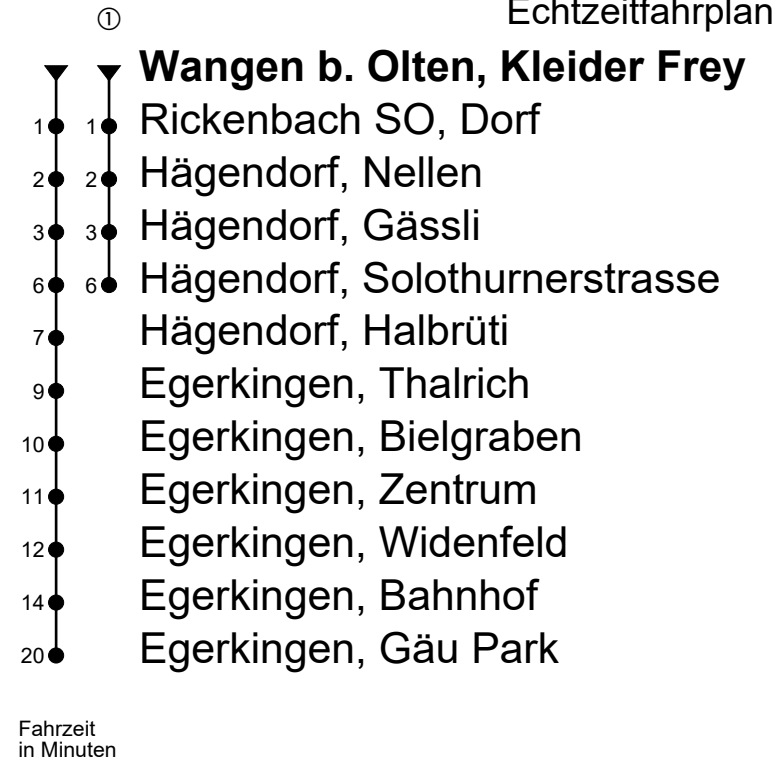 Echtzeitfahrplan
①
Wangen b. Olten, Kleider Frey
1 1 Rickenbach SO, Dorf
2 2 Hägendorf, Nellen
3 3 Hägendorf, Gässli
6 6 Hägendorf, Solothurnerstrasse
7 Hägendorf, Halbrüti
9 Egerkingen, Thalrich
10 Egerkingen, Bielgraben
11 Egerkingen, Zentrum
12 Egerkingen, Widenfeld
14 Egerkingen, Bahnhof
20 Egerkingen, Gäu Park
Fahrzeit
in Minuten